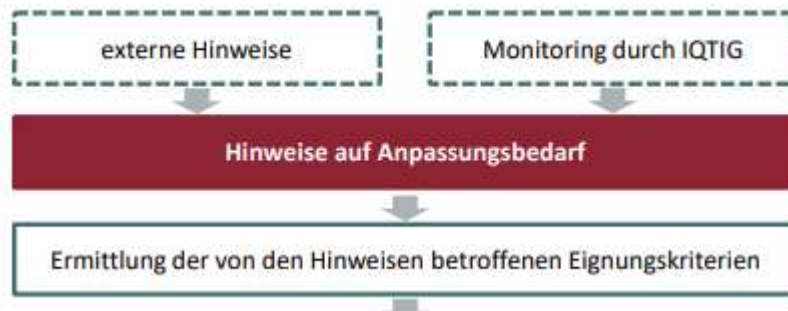 externe Hinweise
Monitoring durch IQTIG
Hinweise auf Anpassungsbedarf
Ermittlung der von den Hinweisen betroffenen Eignungskriterien